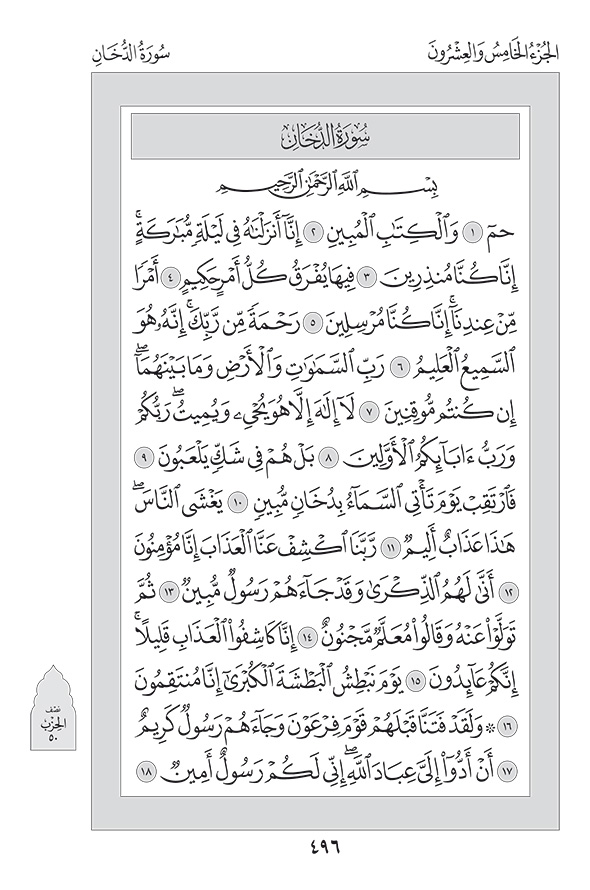 الجُزْءُ الخَامِسُ وَالعِشْرُونَ
سُورَةُ الدُّخَانِ
سُورَةُ الدُّخَانِ
بِسْمِ ٱللَّهِ ٱلرَّحْمَٰنِ ٱلرَّحِيمِ
حمٓ ١ وَٱلْكِتَٰبِ ٱلْمُبِينِ ٢ إِنَّآ أَنزَلْنَٰهُ فِى لَيْلَةٍ مُّبَٰرَكَةٍۚ
إِنَّا كُنَّا مُنذِرِينَ ٣ فِيهَا يُفْرَقُ كُلُّ أَمْرٍ حَكِيمٍ ٤ أَمْرًا
مِّنْ عِندِنَآۚ إِنَّا كُنَّا مُرْسِلِينَ ٥ رَحْمَةً مِّن رَّبِّكَۚ إِنَّهُۥ هُوَ
ٱلسَّمِيعُ ٱلْعَلِيمُ ٦ رَبِّ ٱلسَّمَٰوَٰتِ وَٱلْأَرْضِ وَمَا بَيْنَهُمَآۖ
إِن كُنتُم مُّوقِنِينَ ٧ لَآ إِلَٰهَ إِلَّا هُوَ يُحْىِۦ وَيُمِيتُۖ رَبُّكُمْ
وَرَبُّ ءَابَآئِكُمُ ٱلْأَوَّلِينَ ٨ بَلْ هُمْ فِى شَكٍّ يَلْعَبُونَ ٩
فَٱرْتَقِبْ يَوْمَ تَأْتِى ٱلسَّمَآءُ بِدُخَانٍ مُّبِينٍ ١٠ يَغْشَى ٱلنَّاسَۖ
هَٰذَا عَذَابٌ أَلِيمٌ ١١ رَّبَّنَا ٱكْشِفْ عَنَّا ٱلْعَذَابَ إِنَّا مُؤْمِنُونَ
١٢ أَنَّىٰ لَهُمُ ٱلذِّكْرَىٰ وَقَدْ جَآءَهُمْ رَسُولٌ مُّبِينٌ ١٣ ثُمَّ
تَوَلَّوْا۟ عَنْهُ وَقَالُوا۟ مُعَلَّمٌ مَّجْنُونٌ ١٤ إِنَّا كَاشِفُوا۟ ٱلْعَذَابِ قَلِيلًاۚ
إِنَّكُمْ عَآئِدُونَ ١٥ يَوْمَ نَبْطِشُ ٱلْبَطْشَةَ ٱلْكُبْرَىٰٓ إِنَّا مُنتَقِمُونَ
١٦ ۞ وَلَقَدْ فَتَنَّا قَبْلَهُمْ قَوْمَ فِرْعَوْنَ وَجَآءَهُمْ رَسُولٌ كَرِيمٌ
١٧ أَنْ أَدُّوٓا۟ إِلَىَّ عِبَادَ ٱللَّهِۖ إِنِّى لَكُمْ رَسُولٌ أَمِينٌ ١٨
نصف
الحِزْبِ
٥٠
٤٩٦